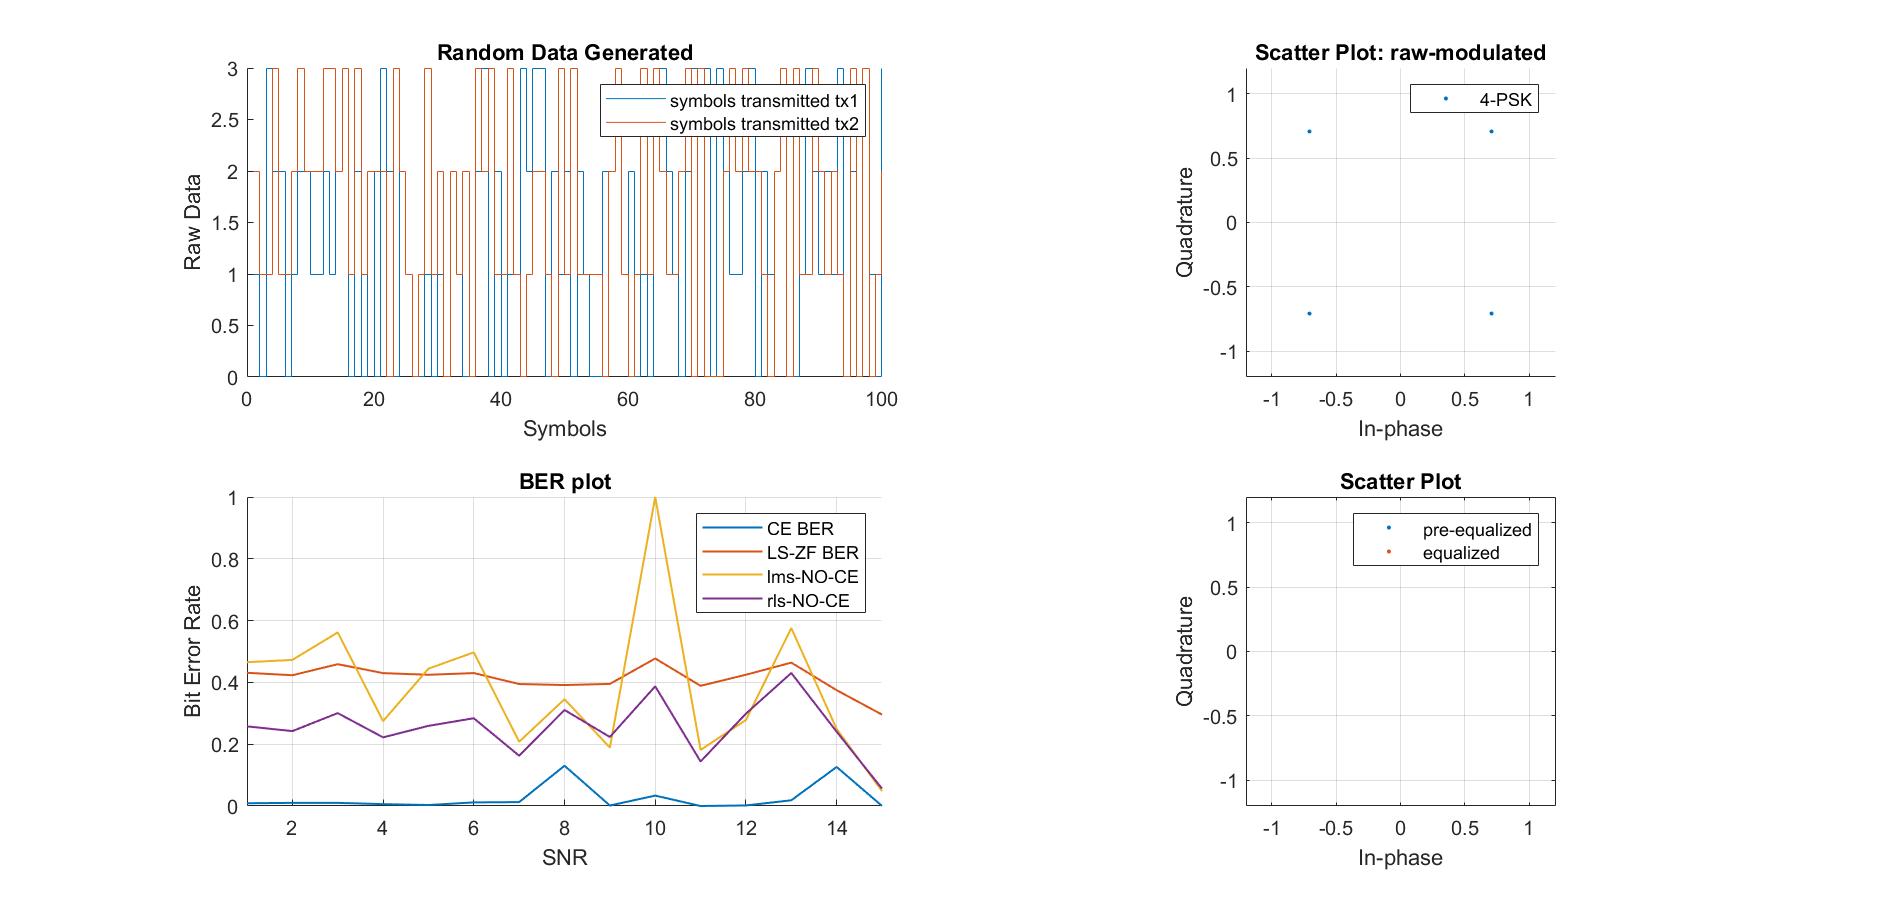 Random Data Generated
3
2.5
2
1.5
1
0.5
0
Raw Data
symbols transmitted tx1
symbols transmitted tx2
0 20 40 60 80 100
Symbols
Scatter Plot: raw-modulated
1
0.5
0
-0.5
-1
Quadrature
4-PSK
-1 -0.5 0 0.5 1
In-phase
BER plot
1
0.8
0.6
0.4
0.2
0
Bit Error Rate
CE BER
LS-ZF BER
lms-NO-CE
rls-NO-CE
2 4 6 8 10 12 14
SNR
Scatter Plot
1
0.5
0
-0.5
-1
Quadrature
pre-equalized
equalized
-1 -0.5 0 0.5 1
In-phase